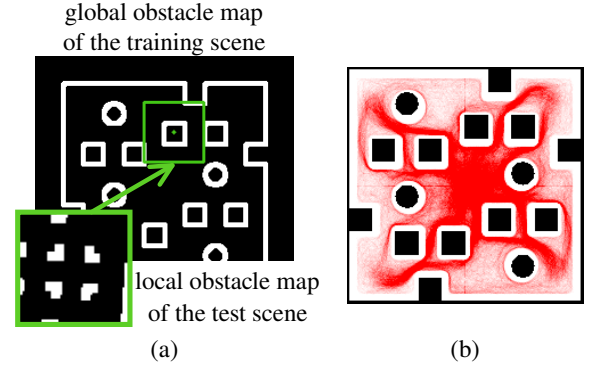 global obstacle map
of the training scene
local obstacle map
of the test scene
(a)
(b)